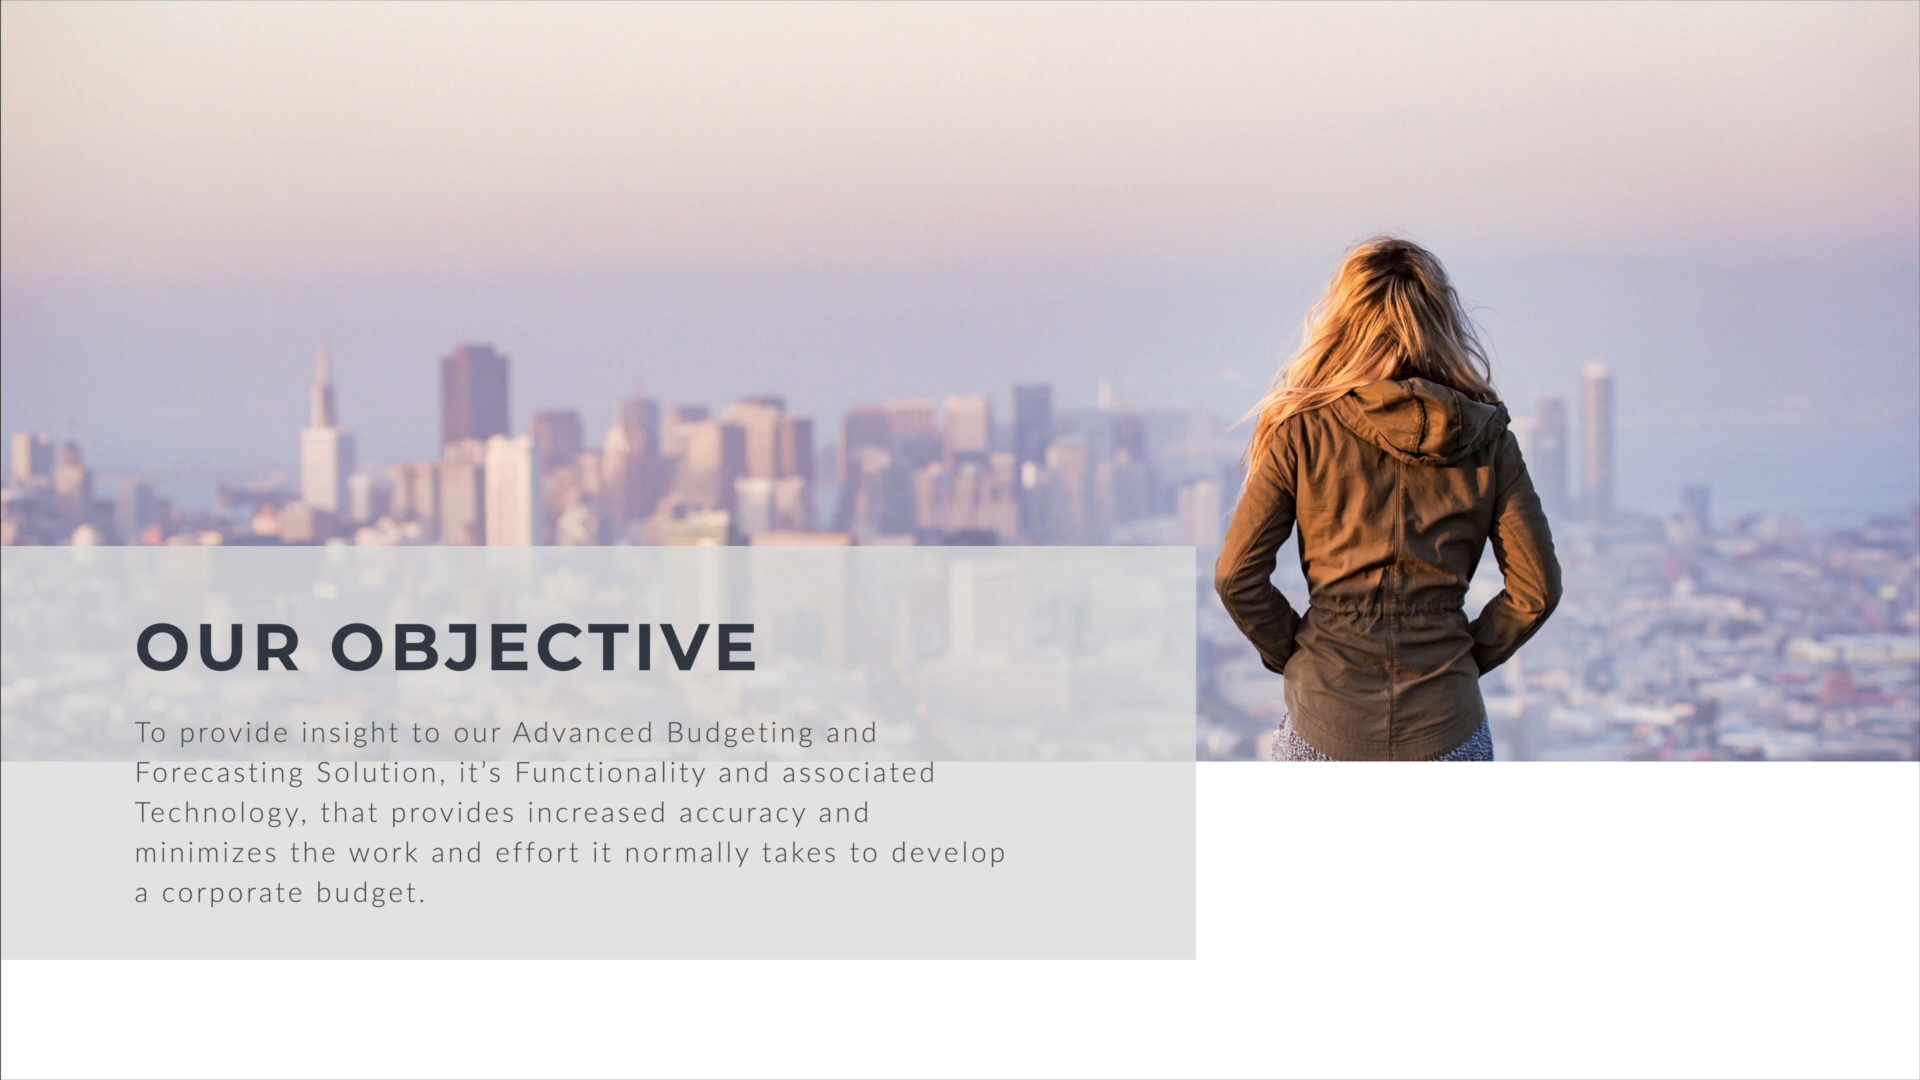 OUR OBJECTIVE
To provide insight to our Advanced Budgeting and
Forecasting Solution, it’s Functionality and associated
Technology, that provides increased accuracy and
minimizes the work and effort it normally takes to develop
a corporate budget.